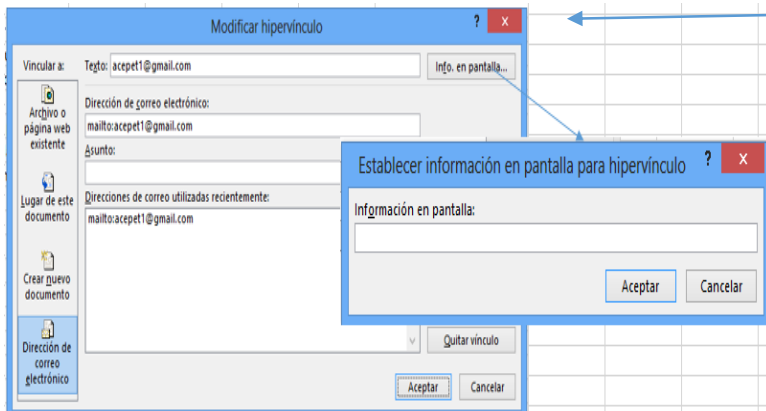 Modificar hipervínculo
? x
Vincular a:
Texto: acepet1@gmail.com
Info. en pantalla...
Archivo o
página web
existente
Lugar de este
documento
Crear nuevo
documento
Dirección de
correo
electrónico
Dirección de correo electrónico:
mailto:acepet1@gmail.com
Asunto:
Direcciones de correo utilizadas recientemente:
mailto:acepet1@gmail.com
Quitar vínculo
Aceptar
Cancelar
Establecer información en pantalla para hipervínculo
? x
Información en pantalla:
Aceptar
Cancelar